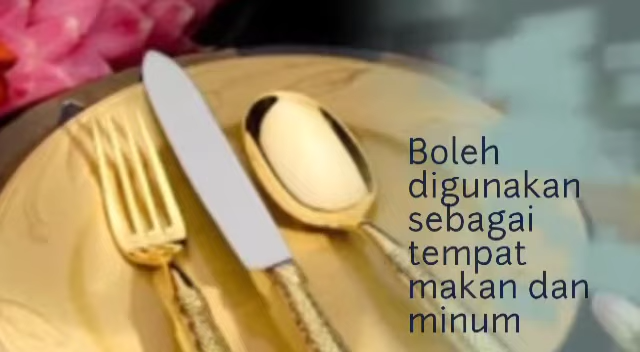 Boleh
digunakan
sebagai
tempat
makan dan
minum